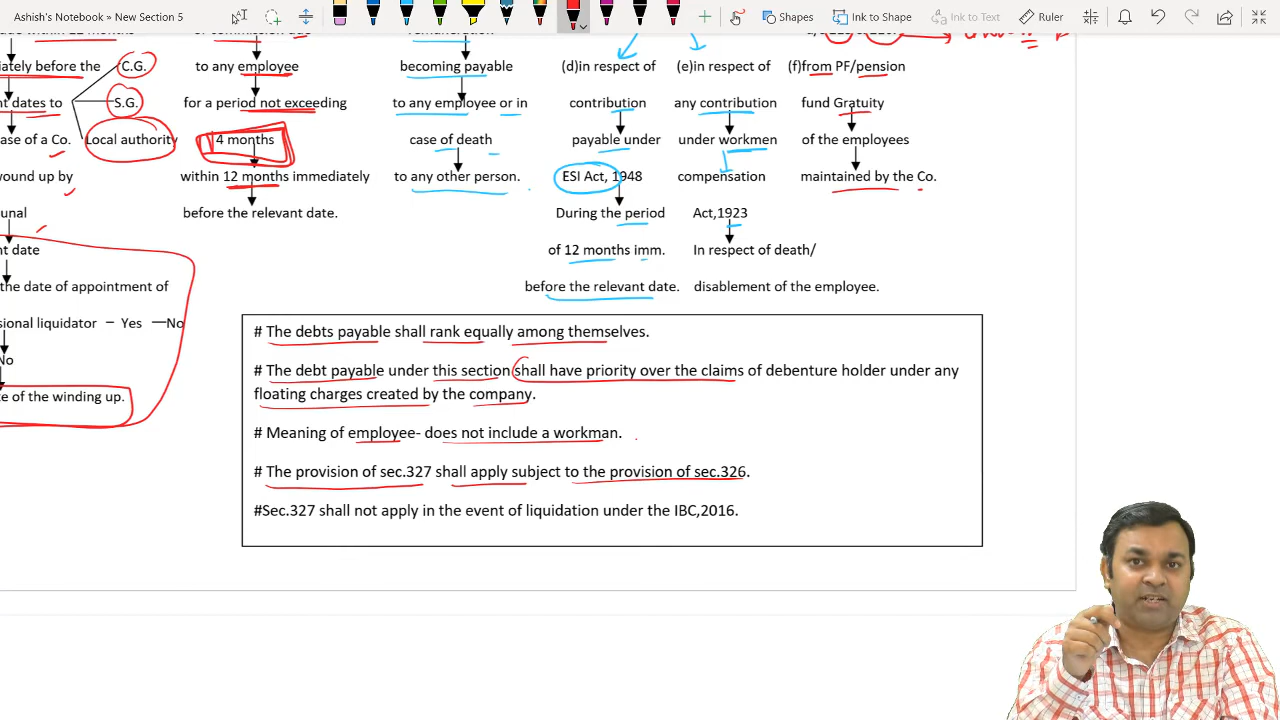 Ashish's Notebook » New Section 5
Shapes
Ink to Shape
Ink to Text
Ruler
within 12 months
of commission due
remuneration
iately before the
C.G.
to any employee
becoming payable
(d)in respect of
(e)in respect of
(f)from PF/pension
nt dates to
S.G.
for a period not exceeding
to any employee or in
contribution
any contribution
fund Gratuity
ase of a Co.
Local authority
4 months
case of death
payable under
under workmen
of the employees
wound up by
within 12 months immediately
to any other person.
ESI Act, 1948
compensation
maintained by the Co.
unal
before the relevant date.
During the period
Act,1923
nt date
of 12 months imm.
In respect of death/
the date of appointment of
before the relevant date.
disablement of the employee.
sional liquidator – Yes —No
No
te of the winding up.
# The debts payable shall rank equally among themselves.
# The debt payable under this section shall have priority over the claims of debenture holder under any
floating charges created by the company.
# Meaning of employee- does not include a workman.
# The provision of sec.327 shall apply subject to the provision of sec.326.
#Sec.327 shall not apply in the event of liquidation under the IBC,2016.